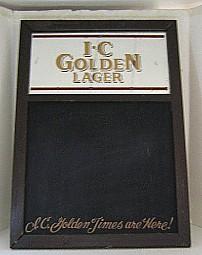 I·C
GOLDEN
LAGER
I.C. Golden Times are Here!